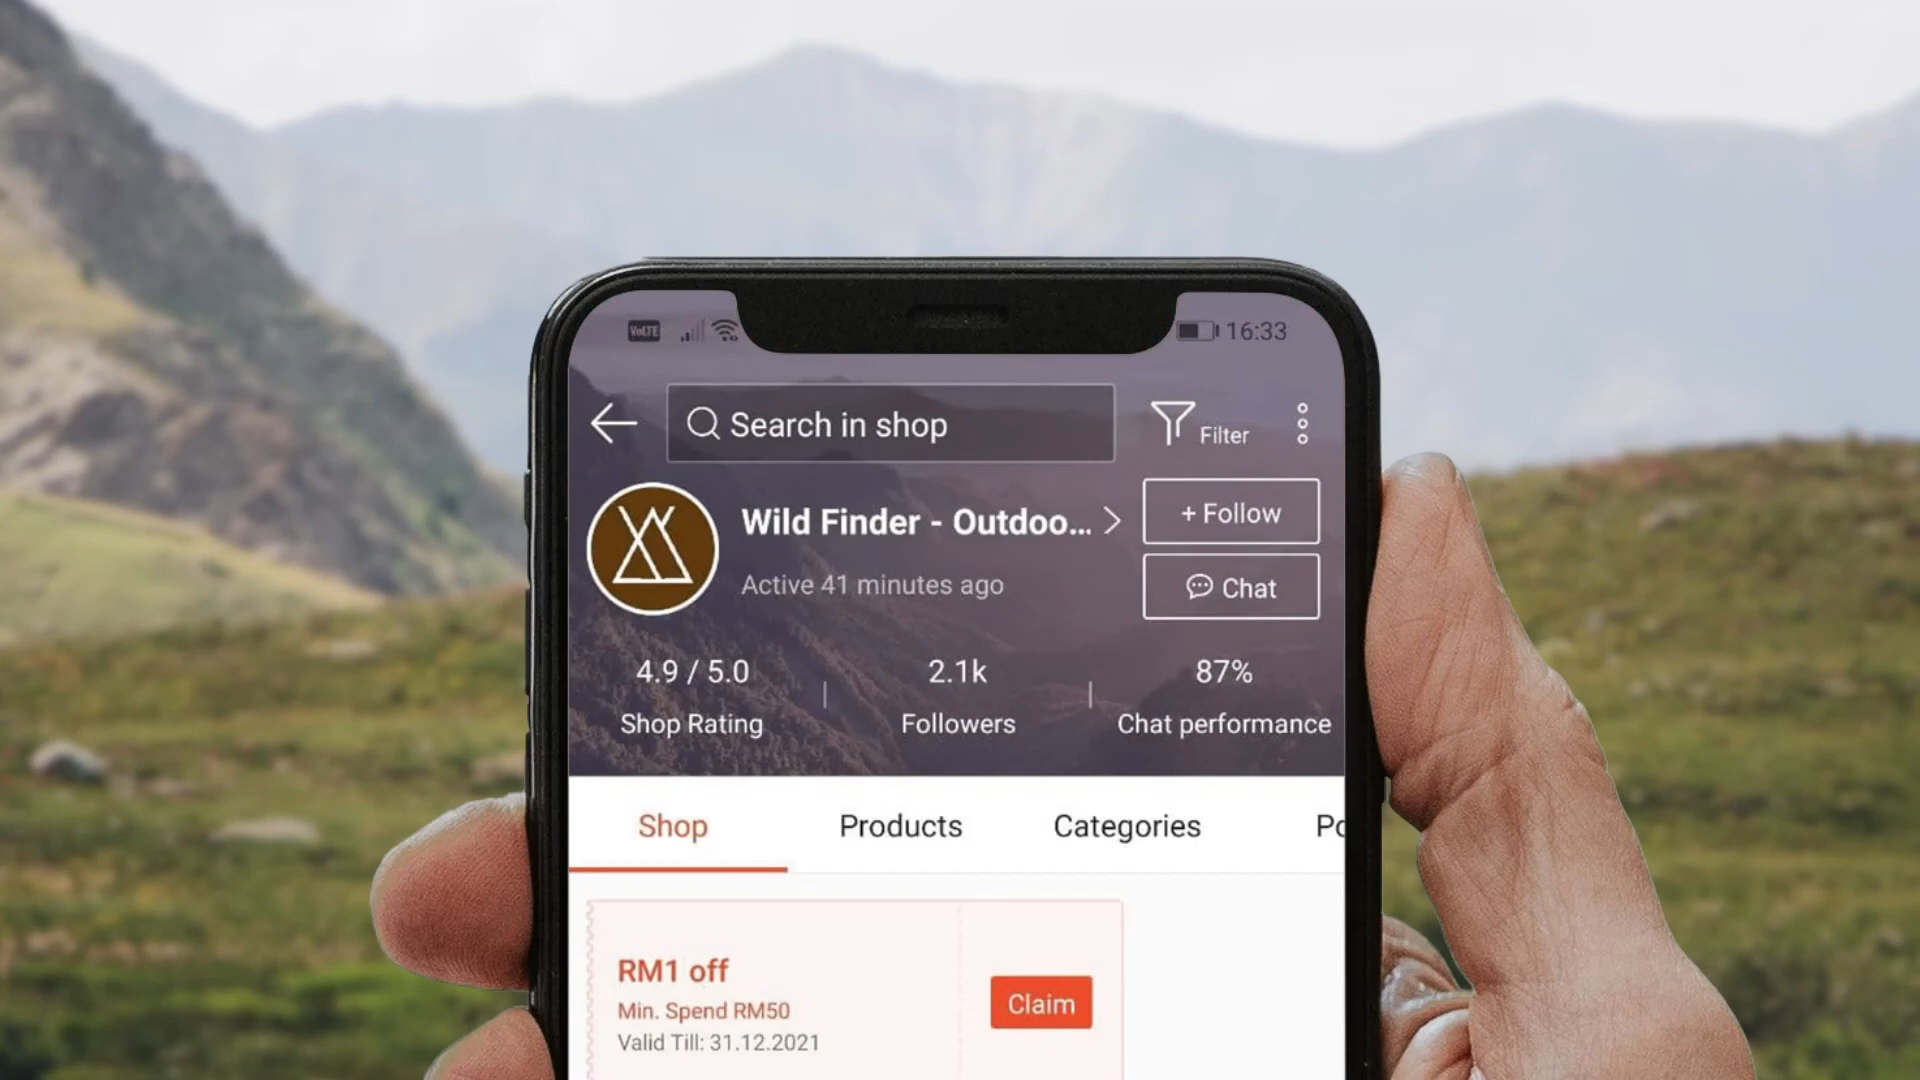 VoLTE 16:33
Search in shop Filter
Wild Finder - Outdoo...
+ Follow
Active 41 minutes ago
Chat
4.9 / 5.0 2.1k 87%
Shop Rating Followers Chat performance
Shop Products Categories Po
RM1 off
Min. Spend RM50
Valid Till: 31.12.2021
Claim